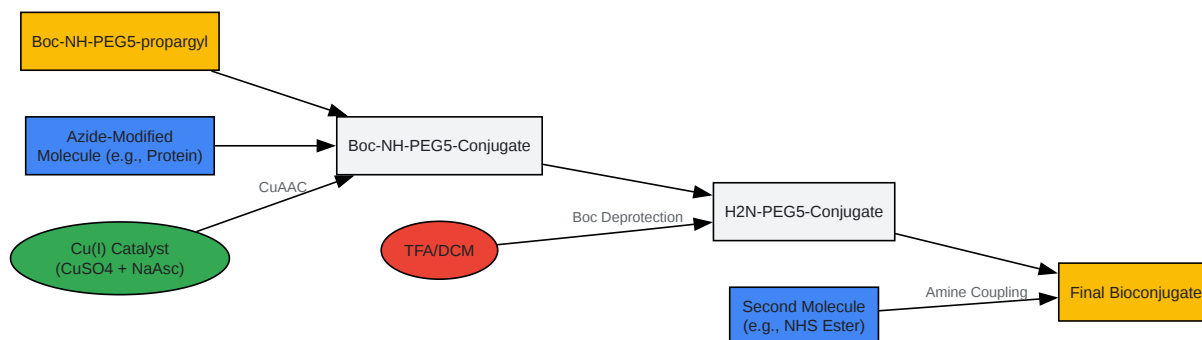 Boc-NH-PEG5-propargyl
Azide-Modified
Molecule (e.g., Protein)
Boc-NH-PEG5-Conjugate
CuAAC
Cu(I) Catalyst
(CuSO4 + NaAsc)
H2N-PEG5-Conjugate
Boc Deprotection
TFA/DCM
Amine Coupling
Final Bioconjugate
Second Molecule
(e.g., NHS Ester)